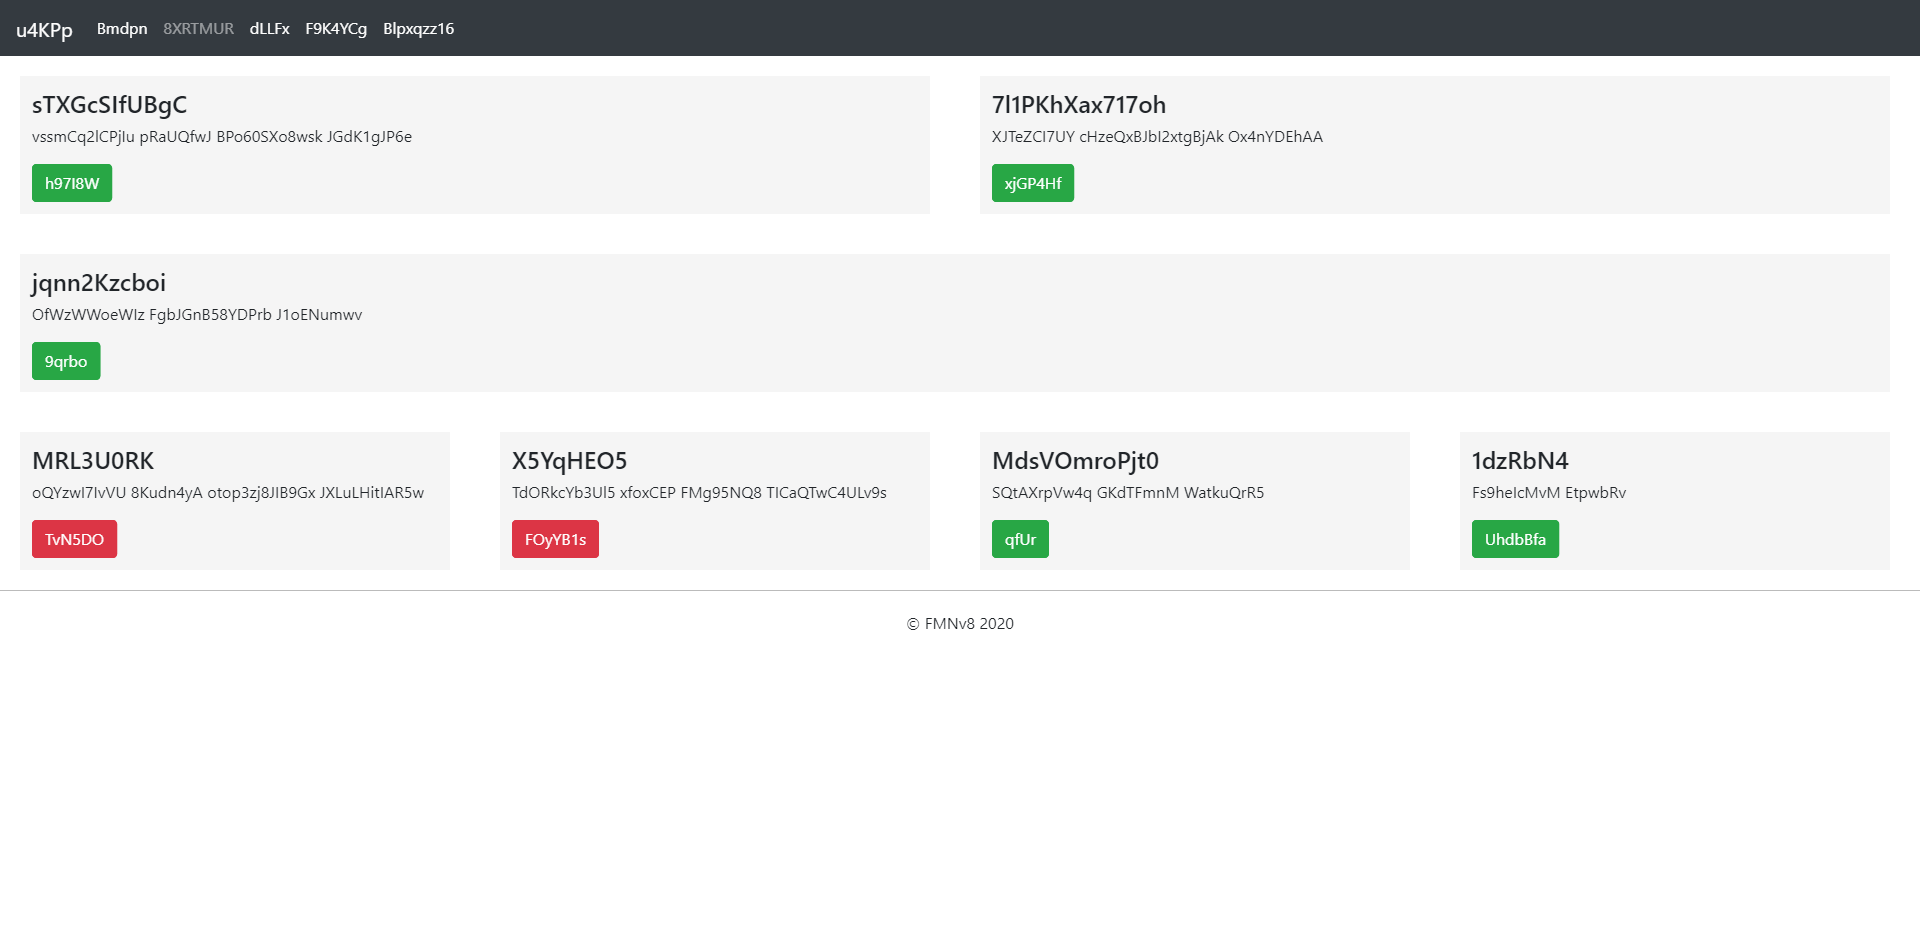 u4KPp Bmdpn 8XRTMUR dLLFx F9K4YCg Blpxqzz16
sTXGcSIfUBgC
vssmCq2lCPjIu pRaUQfwJ BPo60SXo8wsk JGdK1gJP6e
h97I8W
7l1PKhXax717oh
XJTeZCI7UY cHzeQxBJbI2xtgBjAk Ox4nYDEhAA
xjGP4Hf
jqnn2Kzcboi
OfWzWWoeWIz FgbJGnB58YDPrb J1oENumwv
9qrbo
MRL3U0RK
oQYzwI7IvVU 8Kudn4yA otop3zj8JIB9Gx JXLuLHitIAR5w
TvN5DO
X5YqHEO5
TdORkcYb3Ul5 xfoxCEP FMg95NQ8 TICaQTwC4ULv9s
FOyYB1s
MdsVOmroPjt0
SQtAXrpVw4q GKdTFmnM WatkuQrR5
qfUr
1dzRbN4
Fs9heIcMvM EtpwbRv
UhdbBfa
© FMNv8 2020